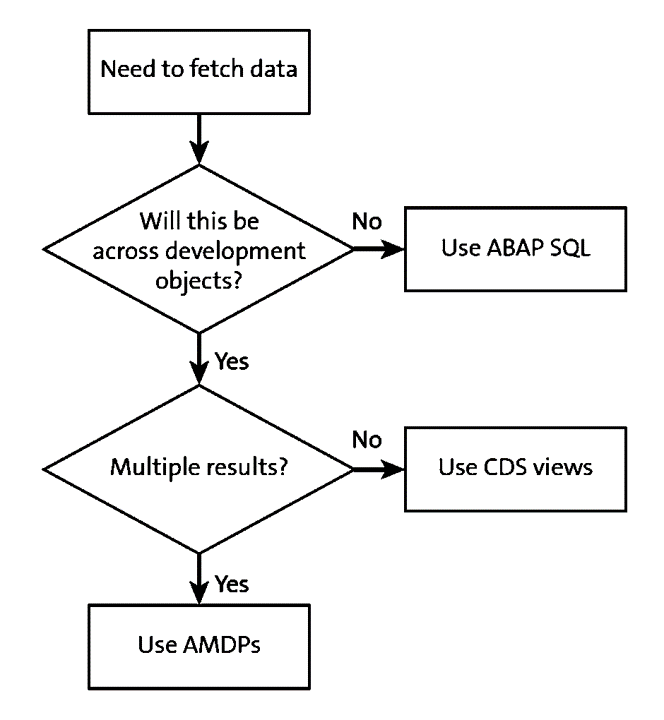 Need to fetch data
Will this be
across development
objects?
No
Use ABAP SQL
Yes
Multiple results?
No
Use CDS views
Yes
Use AMDPs